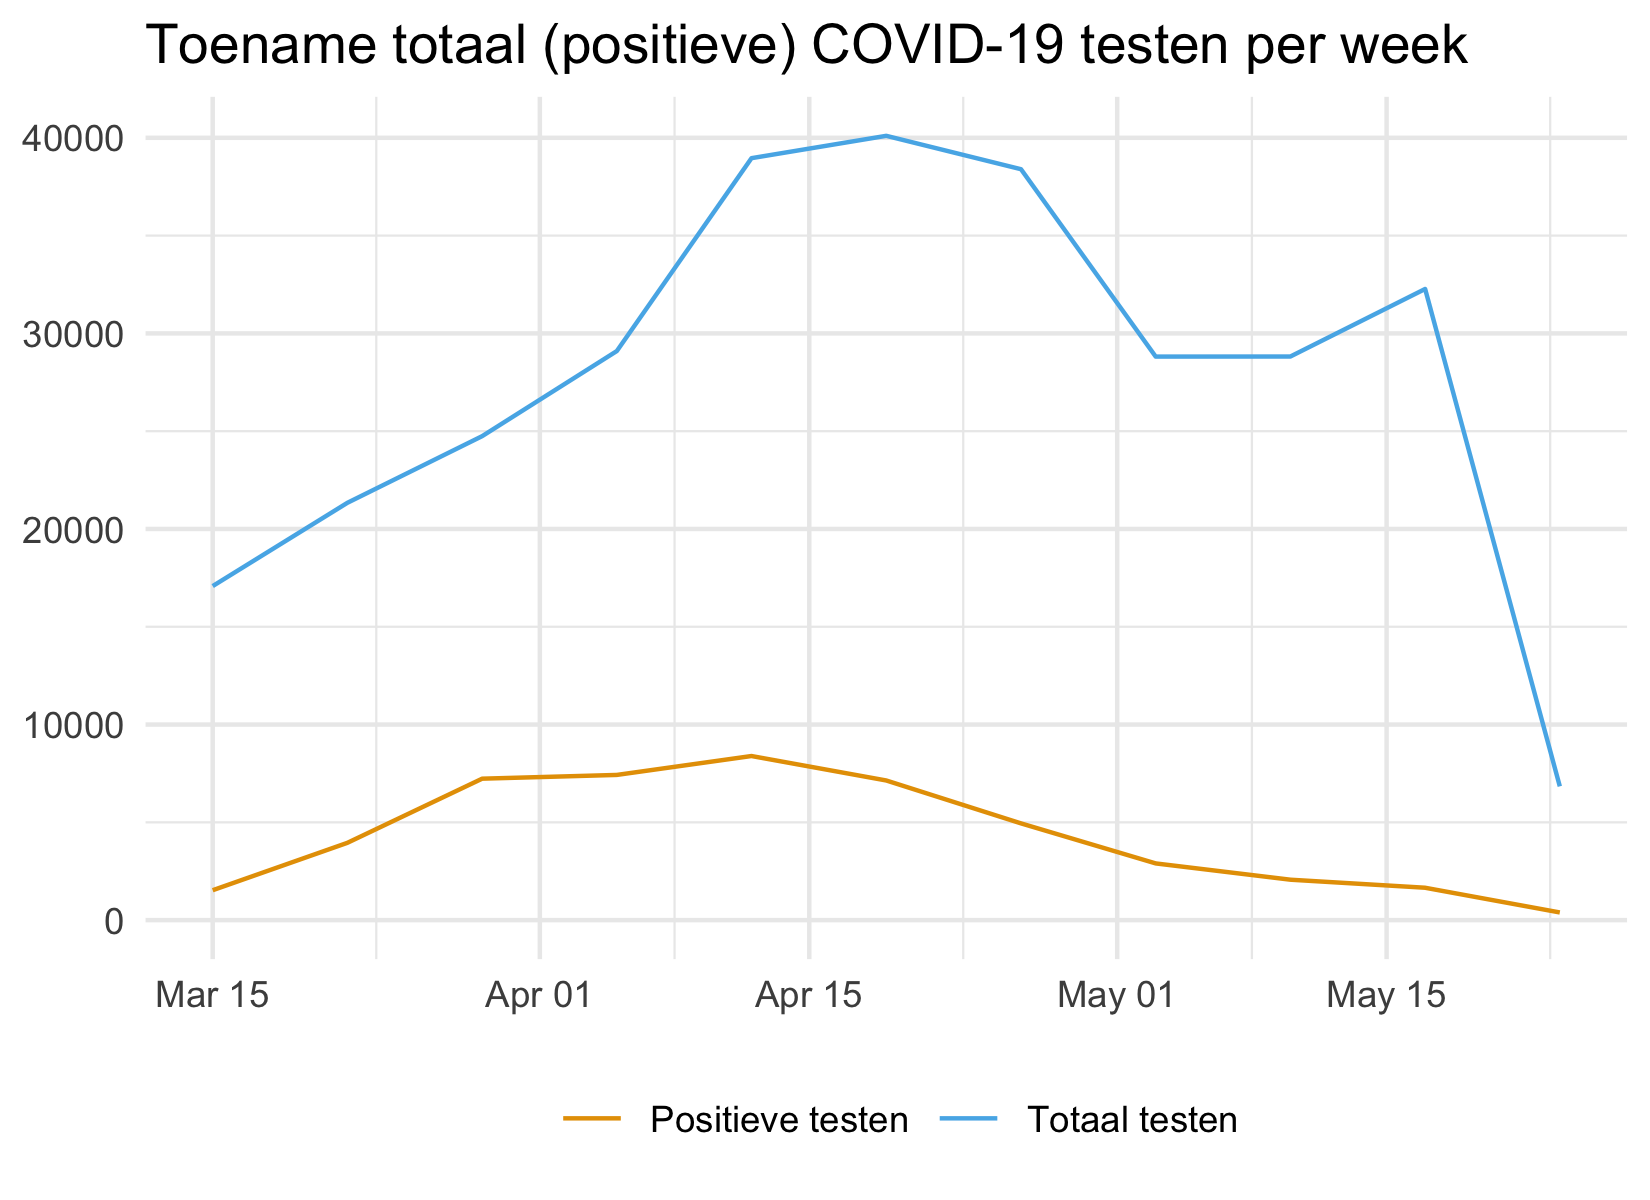 Toename totaal (positieve) COVID-19 testen per week
40000
30000
20000
10000
0
Mar 15 Apr 01 Apr 15 May 01 May 15
Positieve testen Totaal testen